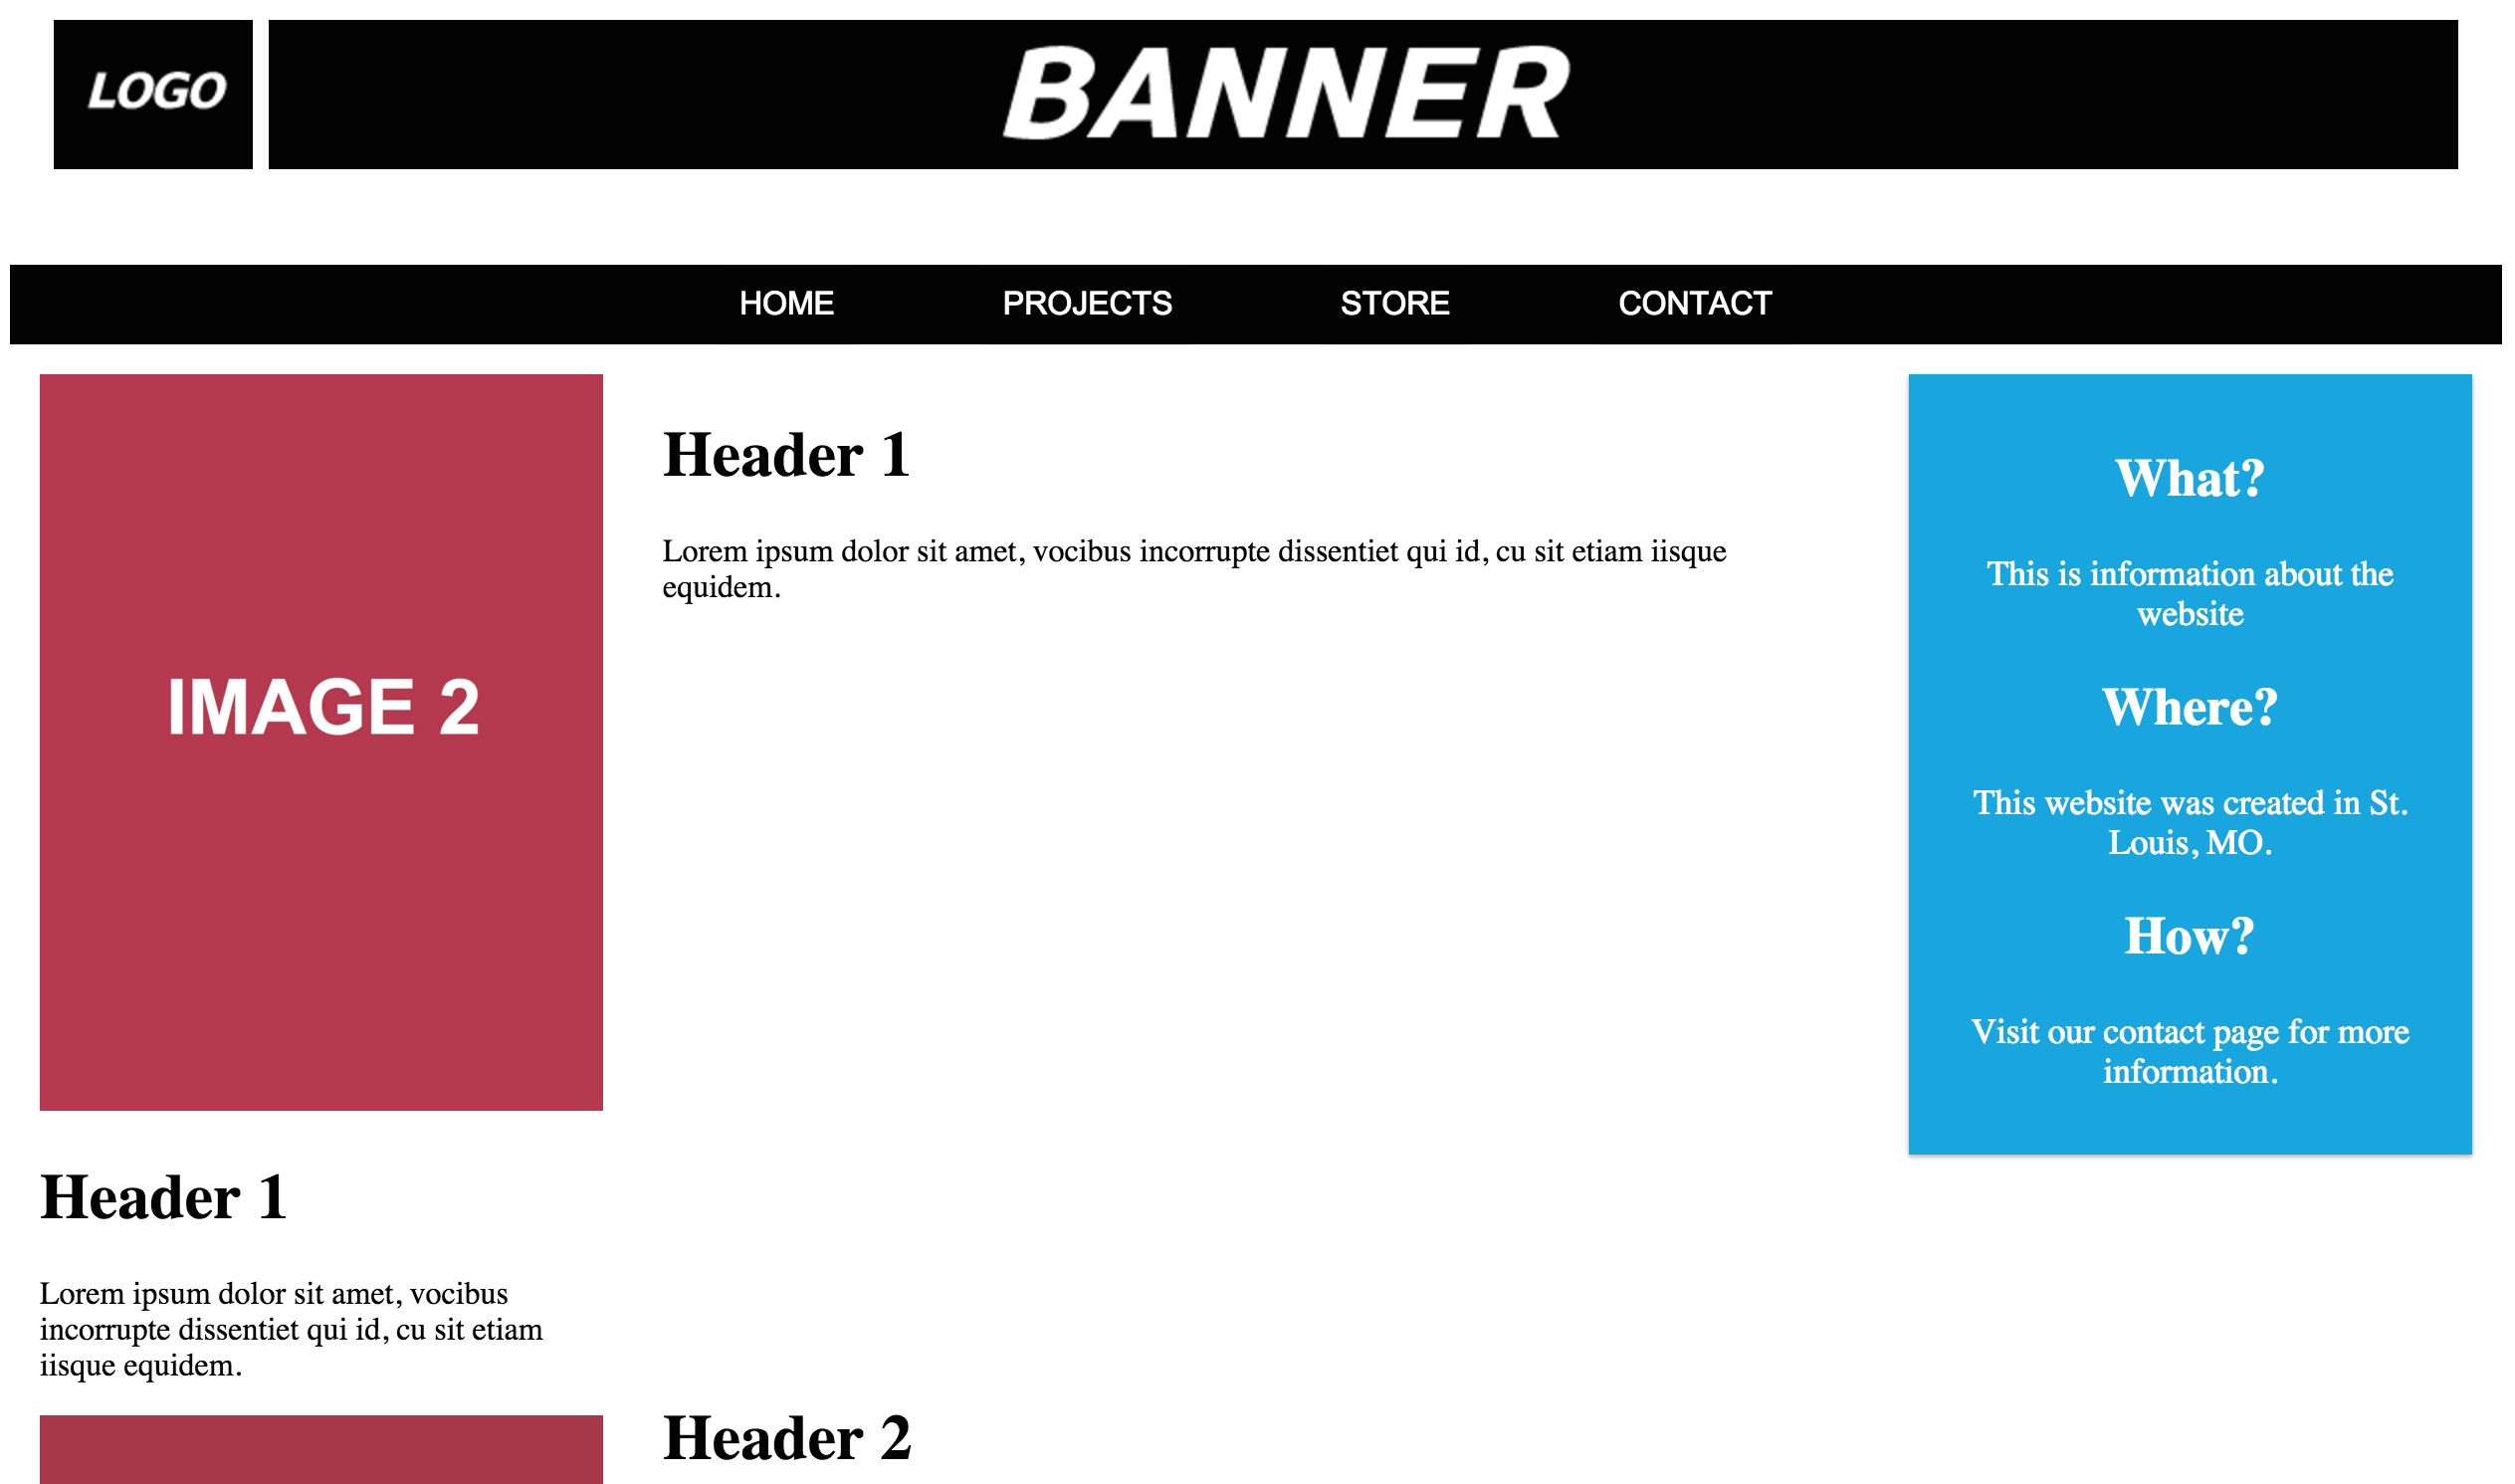 LOGO
BANNER
HOME PROJECTS STORE CONTACT
IMAGE 2
Header 1
Lorem ipsum dolor sit amet, vocibus incorrupte dissentiet qui id, cu sit etiam iisque
equidem.
What?
This is information about the
website
Where?
This website was created in St.
Louis, MO.
How?
Visit our contact page for more
information.
Header 1
Lorem ipsum dolor sit amet, vocibus
incorrupte dissentiet qui id, cu sit etiam
iisque equidem.
Header 2